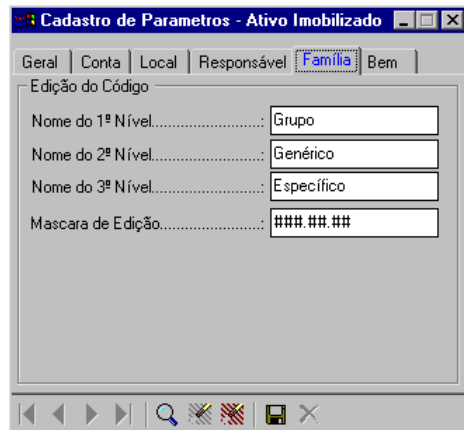 Cadastro de Parametros - Ativo Imobilizado
Geral Conta Local Responsável Família Bem
Edição do Código
Nome do 1º Nível........................: Grupo
Nome do 2º Nível........................: Genérico
Nome do 3º Nível........................: Específico
Mascara de Edição.......................: ###.##.##